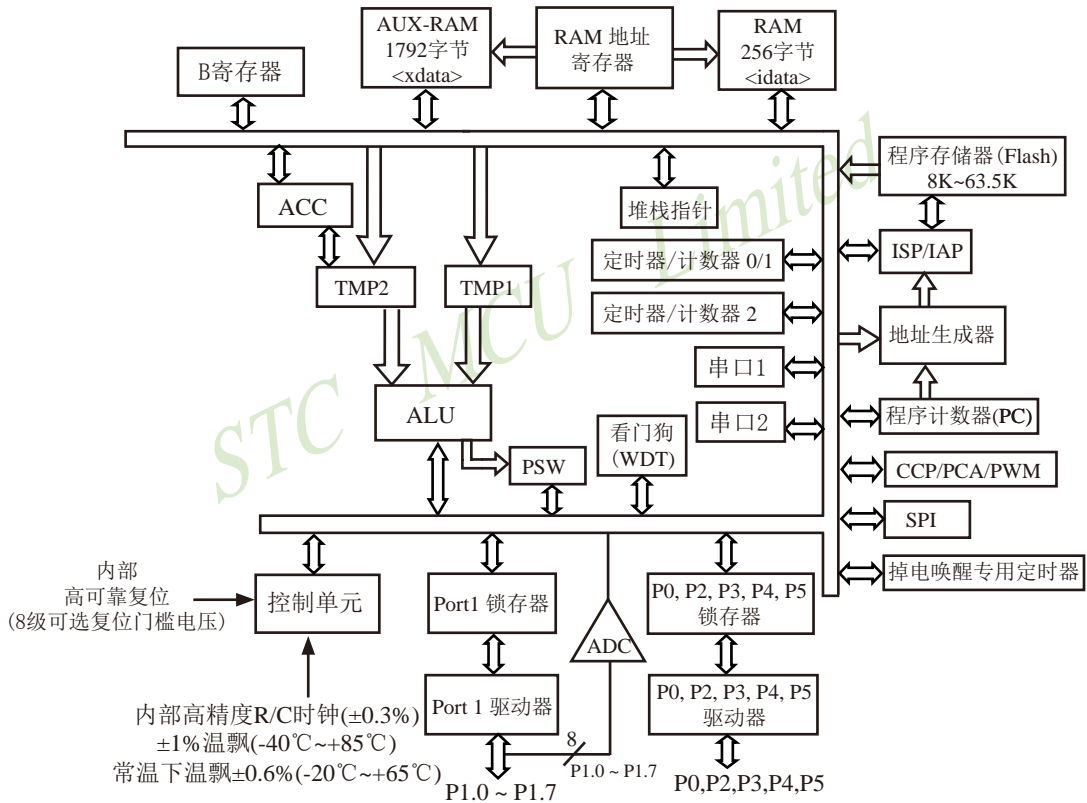 AUX-RAM
1792字节
<xdata>
RAM 地址
寄存器
RAM
256字节
<idata>
B寄存器
程序存储器(Flash)
8K~63.5K
ACC
堆栈指针
ISP/IAP
定时器/计数器 0/1
TMP2
TMP1
定时器/计数器 2
地址生成器
串口1
ALU
串口2
程序计数器(PC)
看门狗
(WDT)
PSW
CCP/PCA/PWM
SPI
掉电唤醒专用定时器
内部
高可靠复位
(8级可选复位门槛电压)
控制单元
Port1 锁存器
ADC
P0, P2, P3, P4, P5
锁存器
内部高精度R/C时钟(±0.3%)
±1%温飘(-40℃~+85℃)
常温下温飘±0.6%(-20℃~+65℃)
Port 1 驱动器
P0, P2, P3, P4, P5
驱动器
8
P1.0 ~ P1.7
P1.0 ~ P1.7
P0,P2,P3,P4,P5
STC MCU Limited